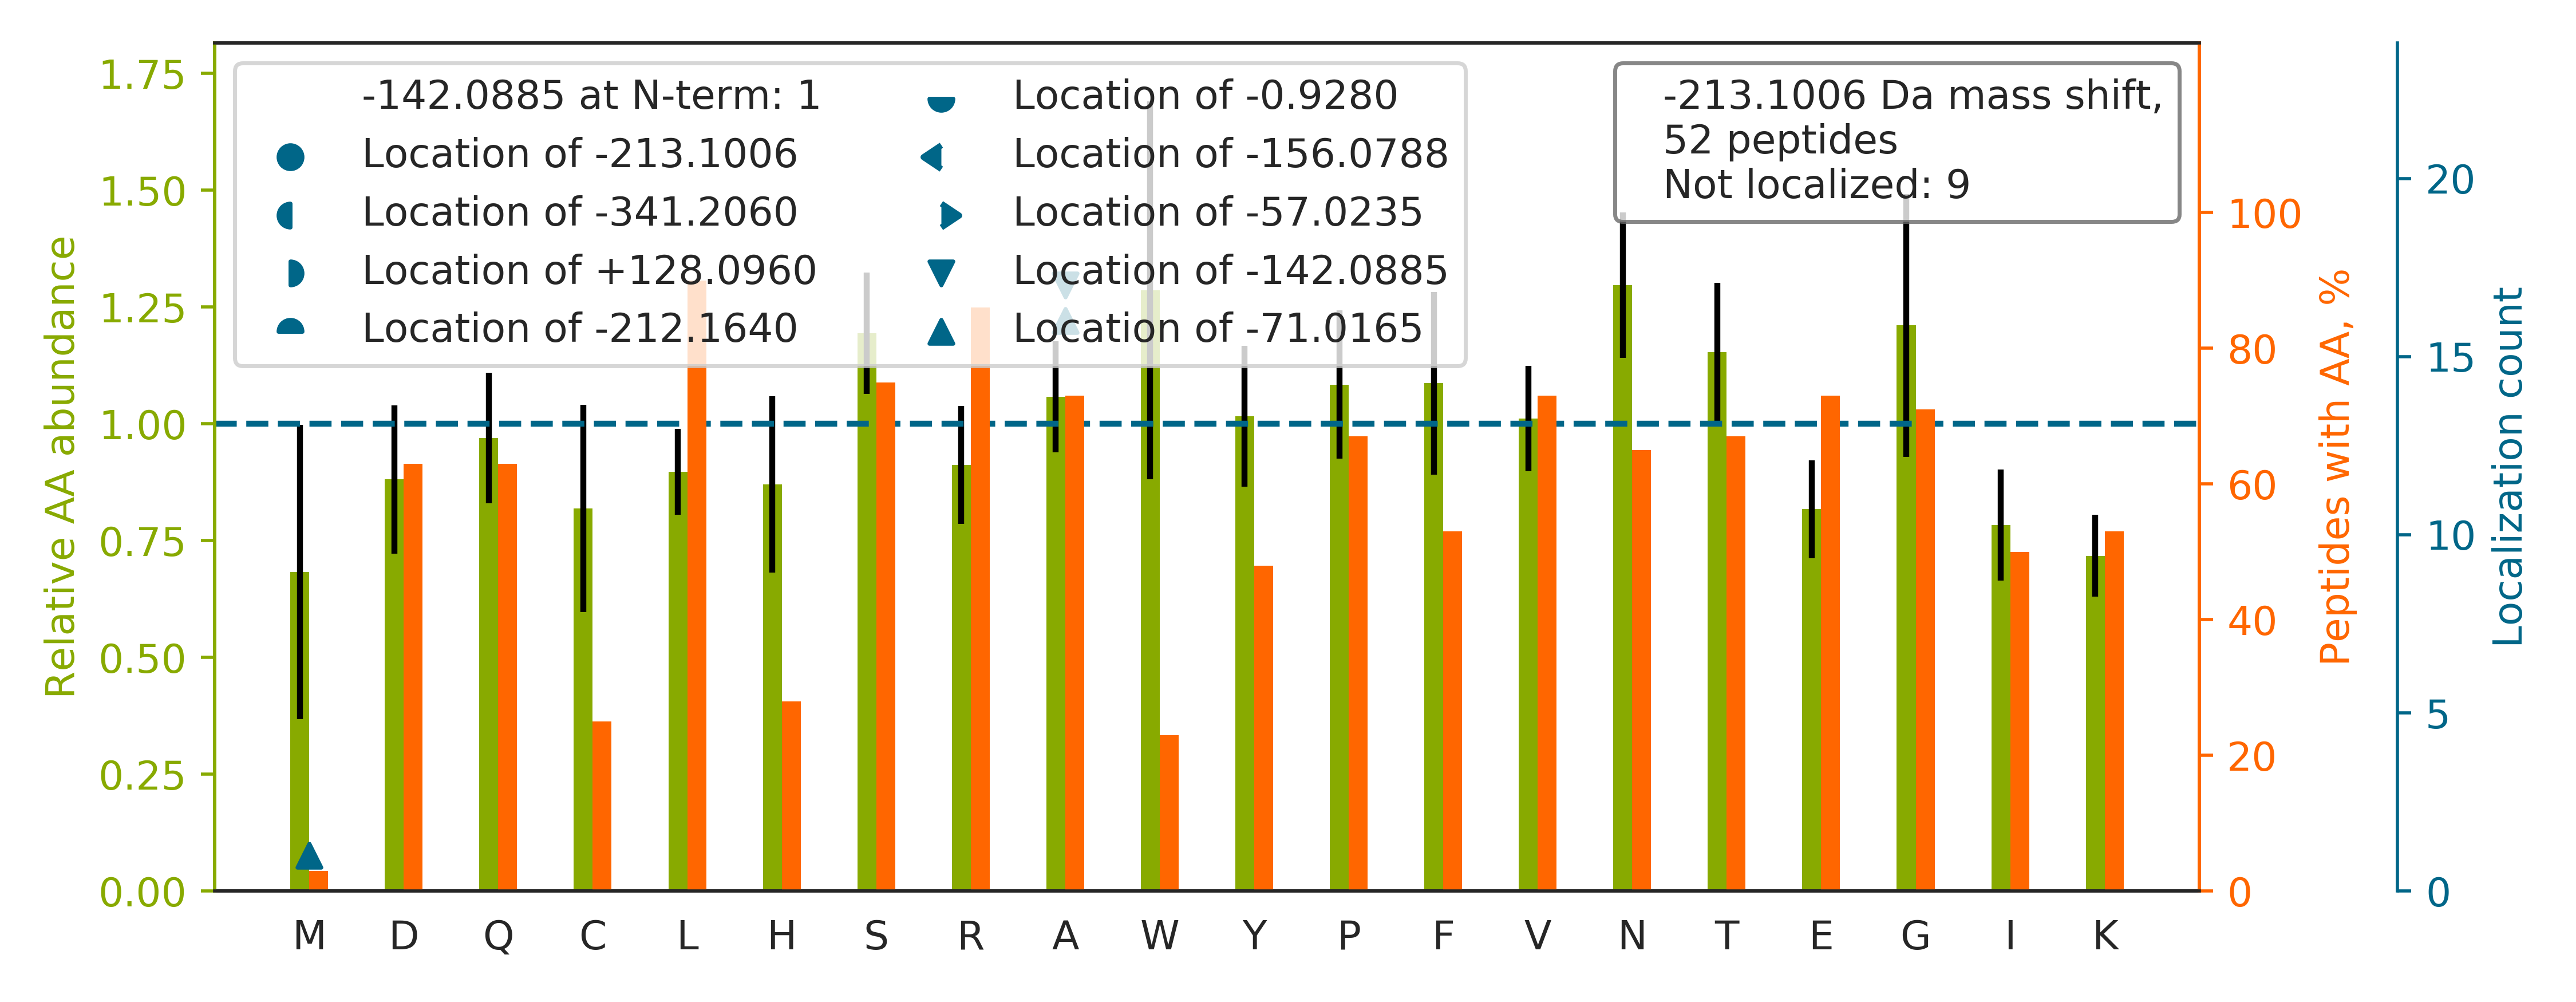 -142.0885 at N-term: 1
Location of -213.1006
Location of -341.2060
Location of +128.0960
Location of -212.1640
Location of -0.9280
Location of -156.0788
Location of -57.0235
Location of -142.0885
Location of -71.0165
-213.1006 Da mass shift,
52 peptides
Not localized: 9
Relative AA abundance
1.75
1.50
1.25
1.00
0.75
0.50
0.25
0.00
M D Q C L H S R A W Y P F V N T E G I K
100
80
60
40
20
0
Peptides with AA, %
20
15
10
5
0
Localization count